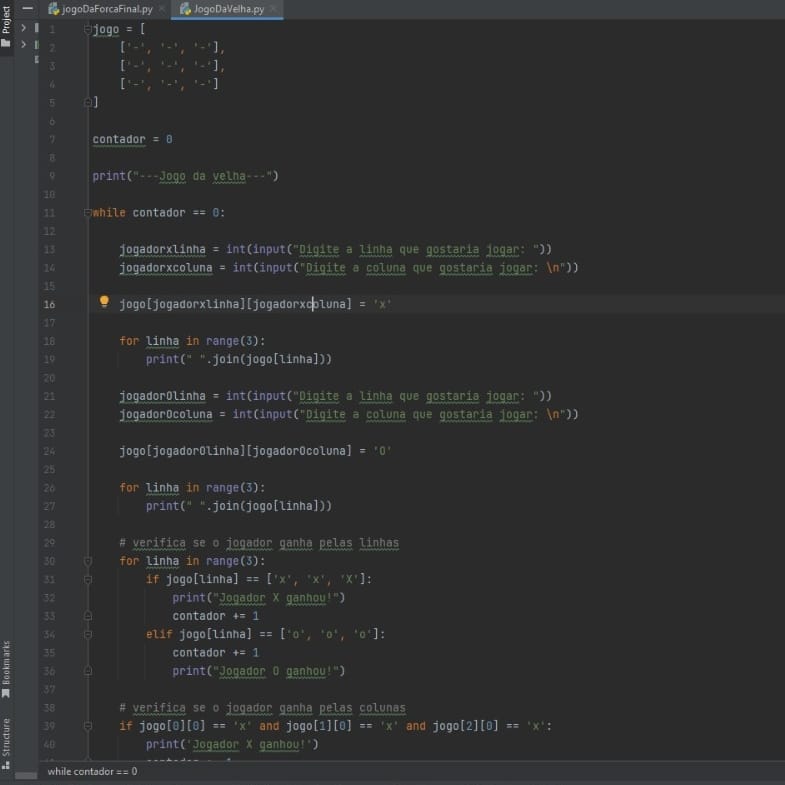 Project
jogoDaForcaFinal.py
JogoDaVelha.py
1 jogo = [
2 ['-', '-', '-'],
3 ['-', '-', '-'],
4 ['-', '-', '-']
5 ]
6
7 contador = 0
8
9 print("---Jogo da velha---")
10
11 while contador == 0:
12
13 jogadorxlinha = int(input("Digite a linha que gostaria jogar: "))
14 jogadorxcoluna = int(input("Digite a coluna que gostaria jogar: \n"))
15
16 jogo[jogadorxlinha][jogadorxcoluna] = 'x'
17
18 for linha in range(3):
19 print(" ".join(jogo[linha]))
20
21 jogadorOlinha = int(input("Digite a linha que gostaria jogar: "))
22 jogadorOcoluna = int(input("Digite a coluna que gostaria jogar: \n"))
23
24 jogo[jogadorOlinha][jogadorOcoluna] = 'O'
25
26 for linha in range(3):
27 print(" ".join(jogo[linha]))
28
29 # verifica se o jogador ganha pelas linhas
30 for linha in range(3):
31 if jogo[linha] == ['x', 'x', 'X']:
32 print("Jogador X ganhou!")
33 contador += 1
34 elif jogo[linha] == ['o', 'o', 'o']:
35 contador += 1
36 print("Jogador O ganhou!")
37
38 # verifica se o jogador ganha pelas colunas
39 if jogo[0][0] == 'x' and jogo[1][0] == 'x' and jogo[2][0] == 'x':
40 print('Jogador X ganhou!')
Bookmarks
Structure
while contador == 0